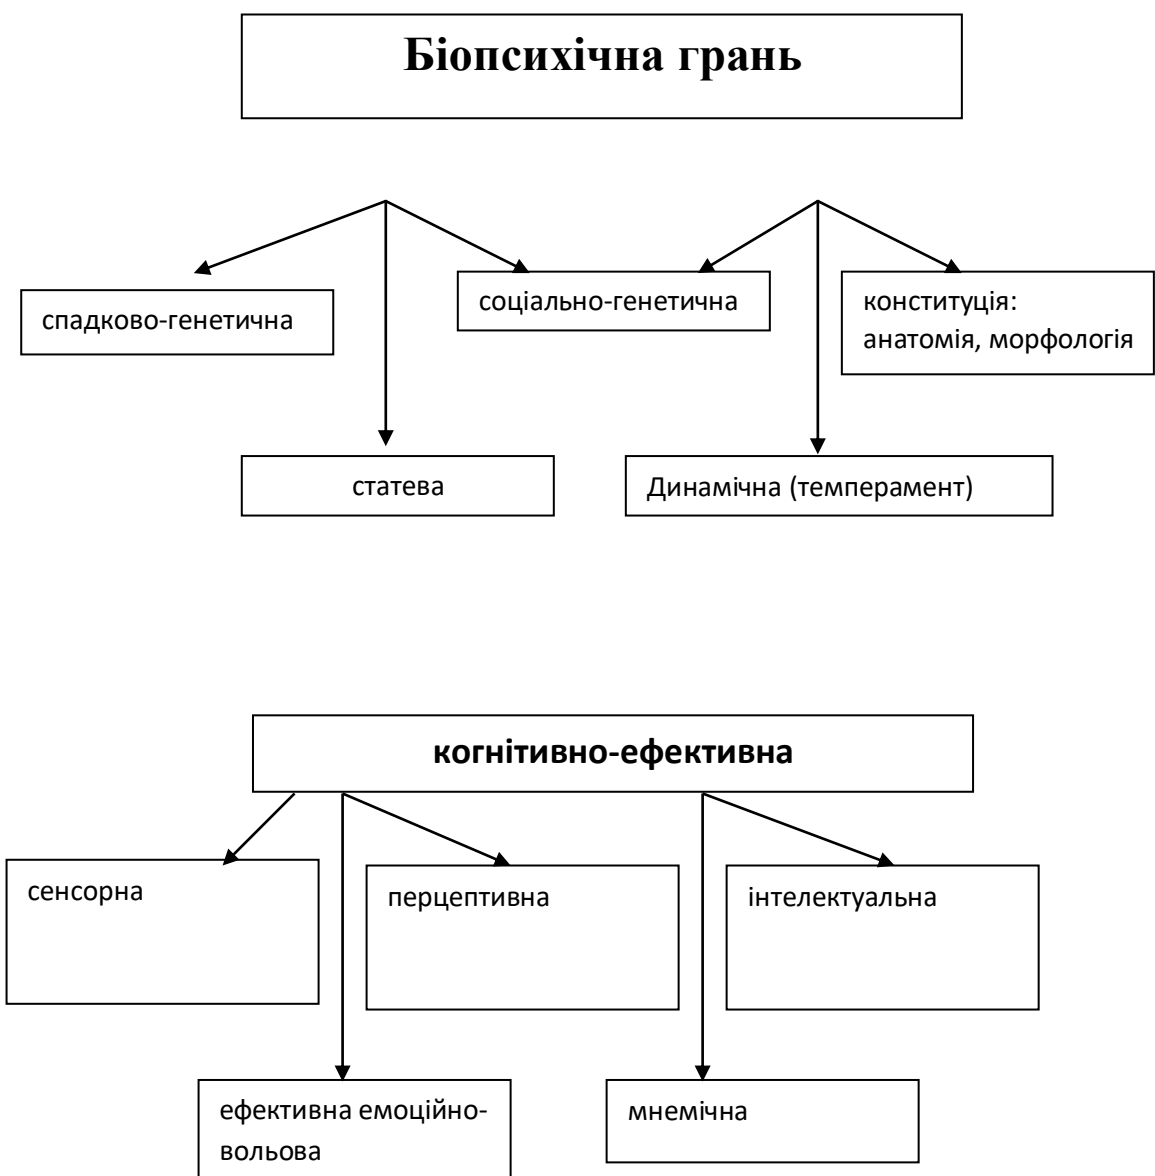 Біопсихічна грань
спадково-генетична
соціально-генетична
конституція:
анатомія, морфологія
статева
Динамічна (темперамент)
когнітивно-ефективна
сенсорна
перцептивна
інтелектуальна
ефективна емоційно-
вольова
мнемічна